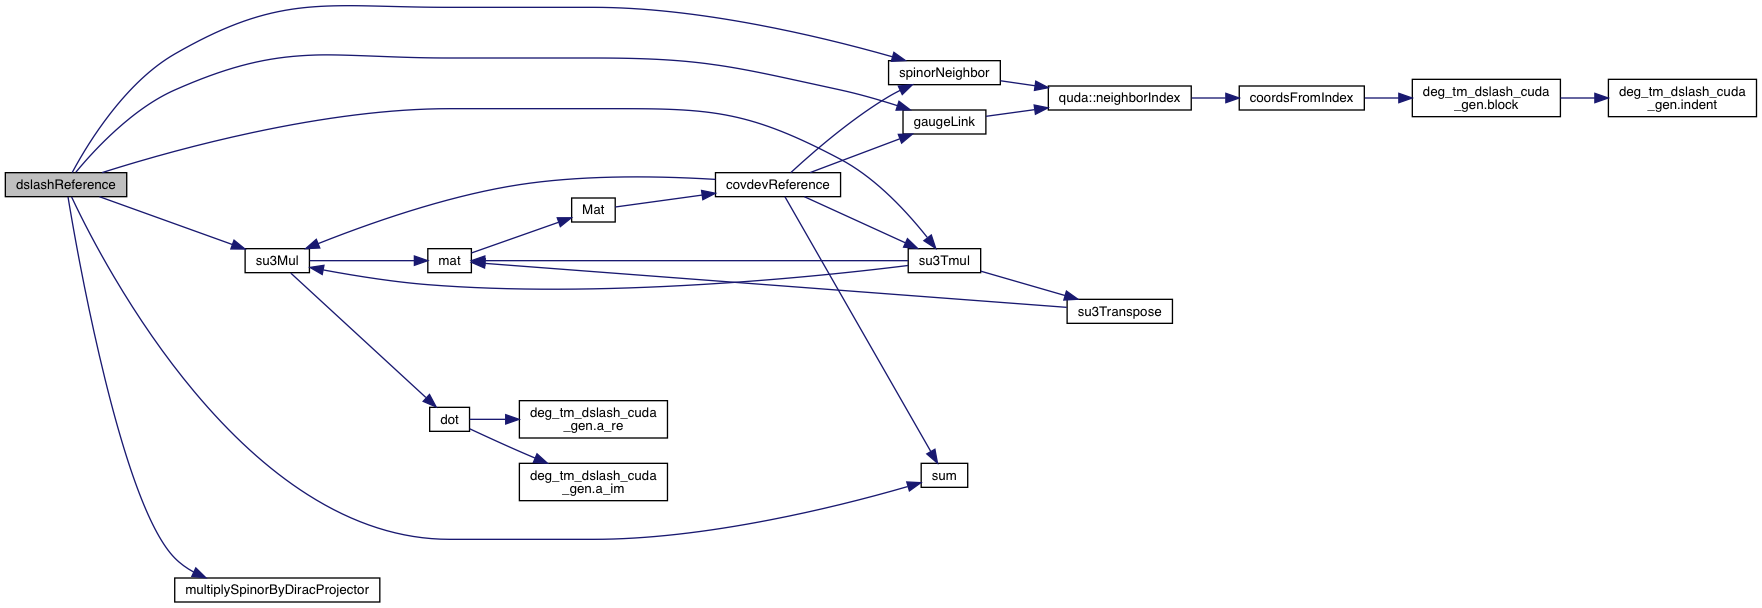 spinorNeighbor
quda::neighborIndex
coordsFromIndex
deg_tm_dslash_cuda
_gen.block
deg_tm_dslash_cuda
_gen.indent
gaugeLink
dslashReference
covdevReference
Mat
su3Mul
mat
su3Tmul
su3Transpose
dot
deg_tm_dslash_cuda
_gen.a_re
deg_tm_dslash_cuda
_gen.a_im
sum
multiplySpinorByDiracProjector